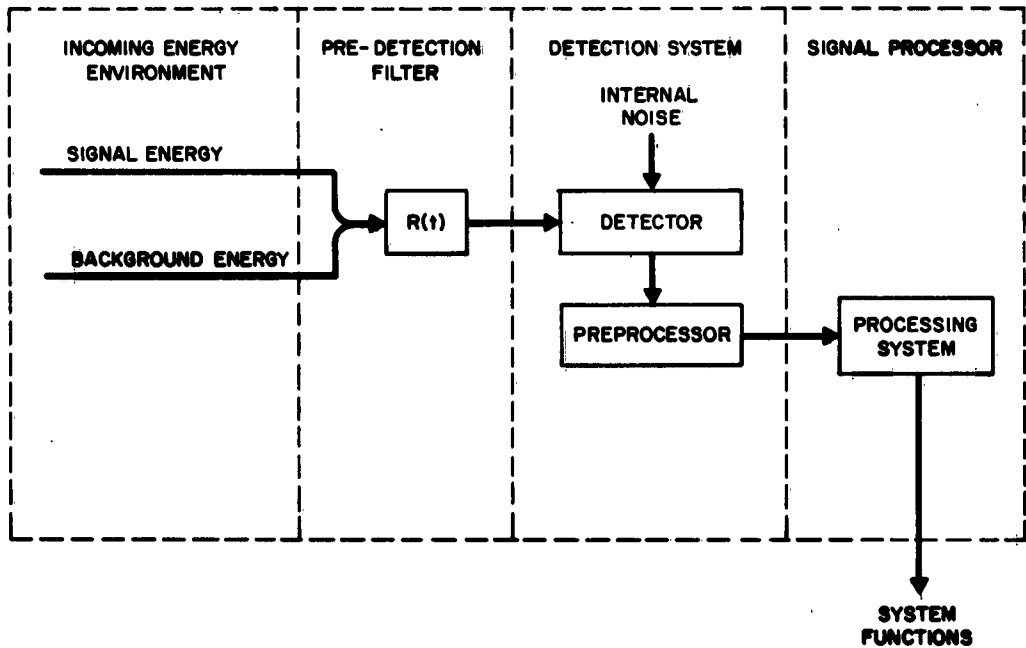 INCOMING ENERGY
ENVIRONMENT
PRE-DETECTION
FILTER
DETECTION SYSTEM
SIGNAL PROCESSOR
INTERNAL
NOISE
SIGNAL ENERGY
R(t)
DETECTOR
BACKGROUND ENERGY
PREPROCESSOR
PROCESSING
SYSTEM
SYSTEM
FUNCTIONS